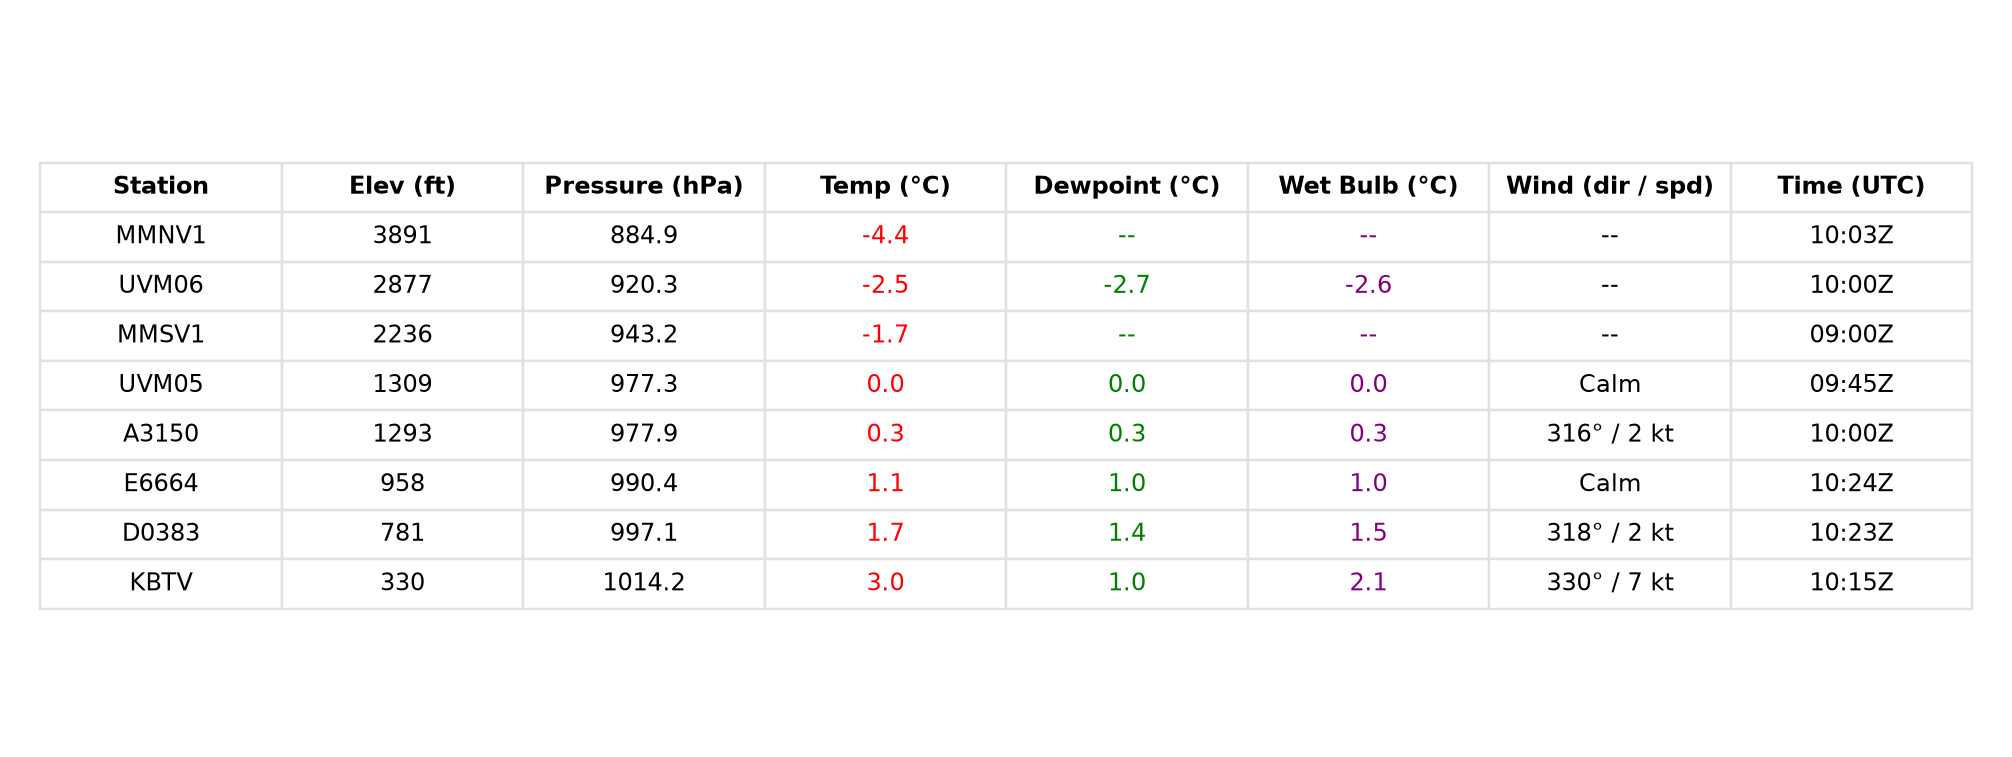 Station Elev (ft) Pressure (hPa) Temp (°C) Dewpoint (°C) Wet Bulb (°C) Wind (dir / spd) Time (UTC)
MMNV1 3891 884.9 -4.4 -- -- -- 10:03Z
UVM06 2877 920.3 -2.5 -2.7 -2.6 -- 10:00Z
MMSV1 2236 943.2 -1.7 -- -- -- 09:00Z
UVM05 1309 977.3 0.0 0.0 0.0 Calm 09:45Z
A3150 1293 977.9 0.3 0.3 0.3 316° / 2 kt 10:00Z
E6664 958 990.4 1.1 1.0 1.0 Calm 10:24Z
D0383 781 997.1 1.7 1.4 1.5 318° / 2 kt 10:23Z
KBTV 330 1014.2 3.0 1.0 2.1 330° / 7 kt 10:15Z